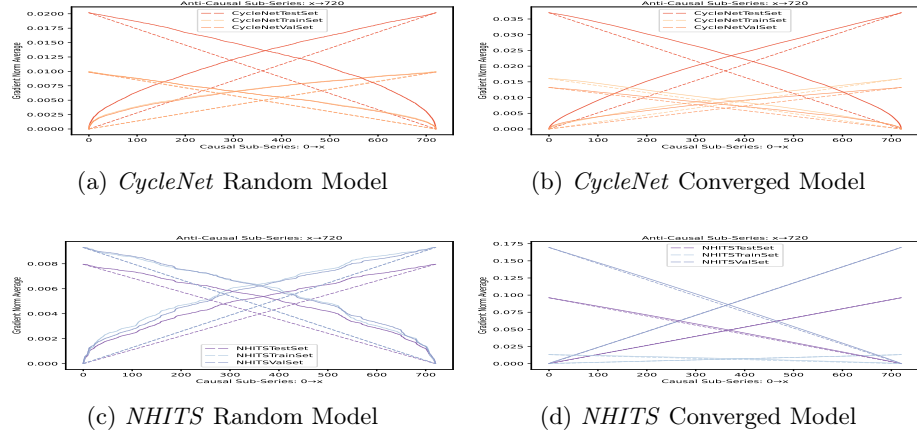 Anti-Causal Sub-Series: x→720
Gradient Norm Average
0.0200
0.0175
0.0150
0.0125
0.0100
0.0075
0.0050
0.0025
0.0000
CycleNetTestSet
CycleNetTrainSet
CycleNetValSet
0 100 200 300 400 500 600 700
Causal Sub-Series: 0→x
(a) CycleNet Random Model
Anti-Causal Sub-Series: x→720
Gradient Norm Average
0.035
0.030
0.025
0.020
0.015
0.010
0.005
0.000
CycleNetTestSet
CycleNetTrainSet
CycleNetValSet
0 100 200 300 400 500 600 700
Causal Sub-Series: 0→x
(b) CycleNet Converged Model
Anti-Causal Sub-Series: x→720
Gradient Norm Average
0.008
0.006
0.004
0.002
0.000
NHITSTestSet
NHITSTrainSet
NHITSValSet
0 100 200 300 400 500 600 700
Causal Sub-Series: 0→x
(c) NHITS Random Model
Anti-Causal Sub-Series: x→720
Gradient Norm Average
0.175
0.150
0.125
0.100
0.075
0.050
0.025
0.000
NHITSTestSet
NHITSTrainSet
NHITSValSet
0 100 200 300 400 500 600 700
Causal Sub-Series: 0→x
(d) NHITS Converged Model